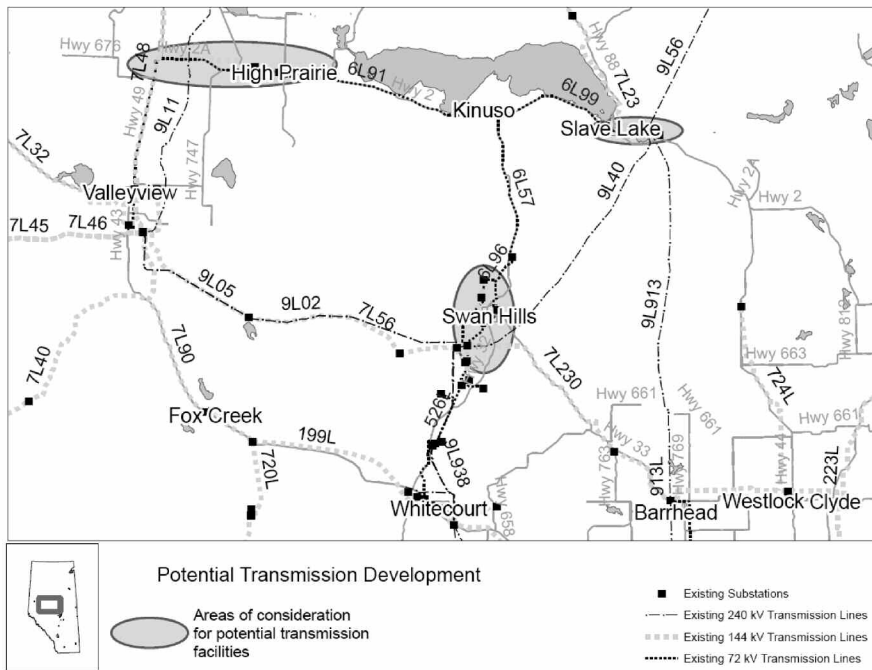 Hwy 676
7L48
Hwy 2A
High Prairie
6L91
Hwy 2
Kinuso
6L99
Hwy 88
7L23
9L56
Slave Lake
Hwy 49
9L11
Hwy 747
7L32
Valleyview
7L45
7L46
Hwy 43
6L57
9L40
Hwy 2A
Hwy 2
9L05
9L02
7L56
6L96
Swan Hills
9L913
7L40
7L90
7L230
Hwy 663
724L
Fox Creek
199L
720L
526L
9L938
Whitecourt
Hwy 658
Hwy 661
Hwy 33
Hwy 763
Hwy 661
Hwy 769
913L
Barrhead
Hwy 44
Westlock
Clyde
Hwy 661
223L
Potential Transmission Development
Areas of consideration
for potential transmission
facilities
Existing Substations
Existing 240 kV Transmission Lines
Existing 144 kV Transmission Lines
Existing 72 kV Transmission Lines